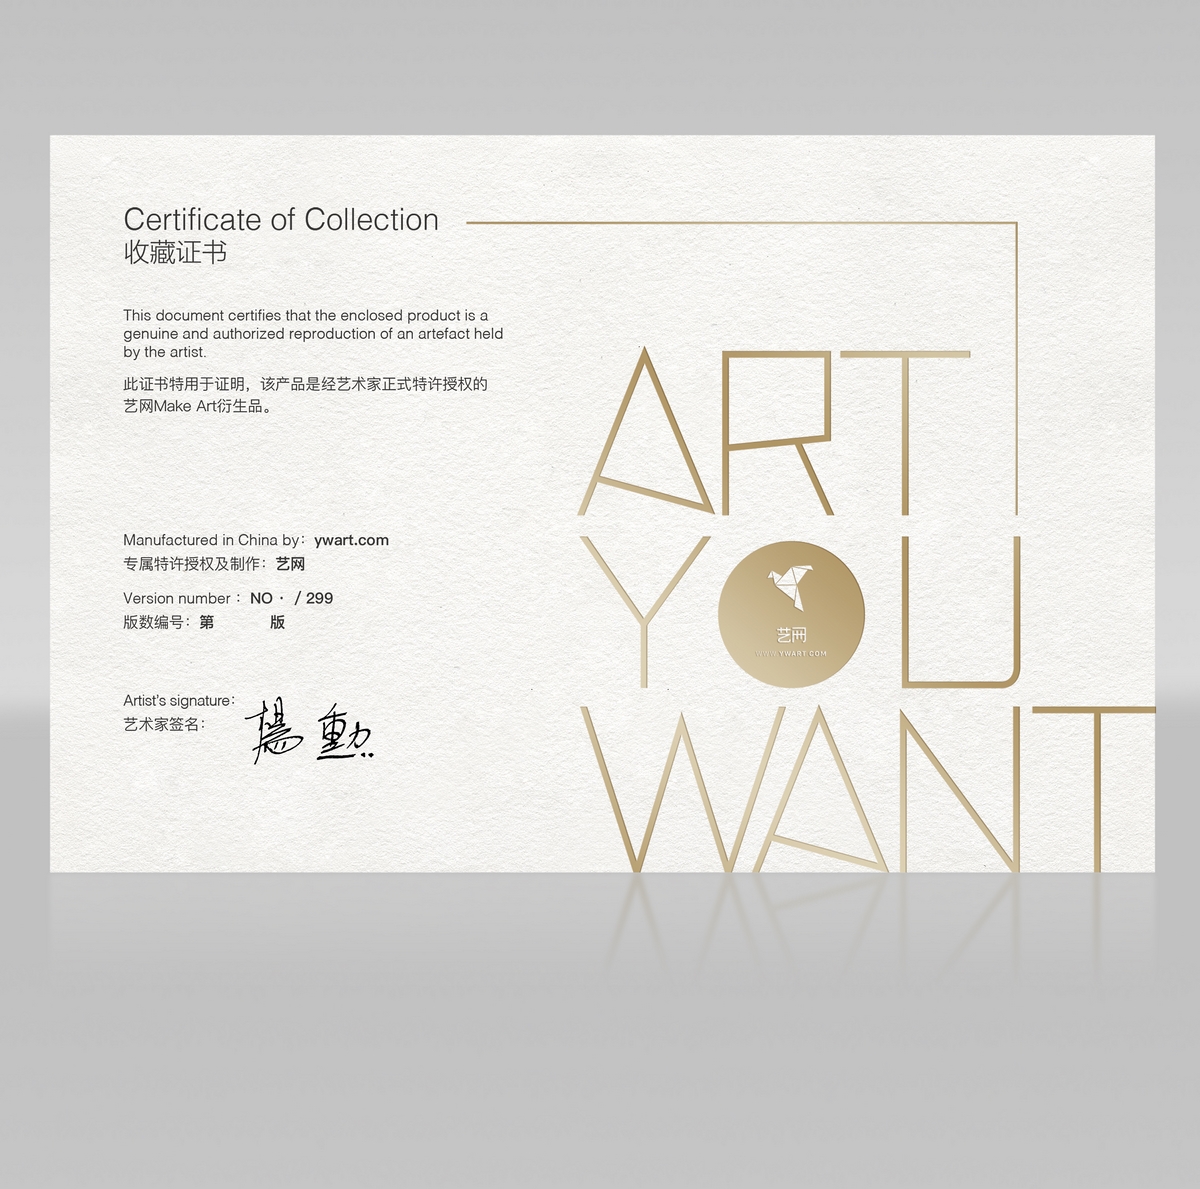 Certificate of Collection
收藏证书
This document certifies that the enclosed product is a
genuine and authorized reproduction of an artefact held
by the artist.
此证书特用于证明，该产品是经艺术家正式特许授权的
艺网Make Art衍生品。
Manufactured in China by：ywart.com
专属特许授权及制作：艺网
Version number： NO · / 299
版数编号：第 版
Artist's signature：
艺术家签名：
楊勳
ART
YOU
艺网
WWW.YWART.COM
WANT